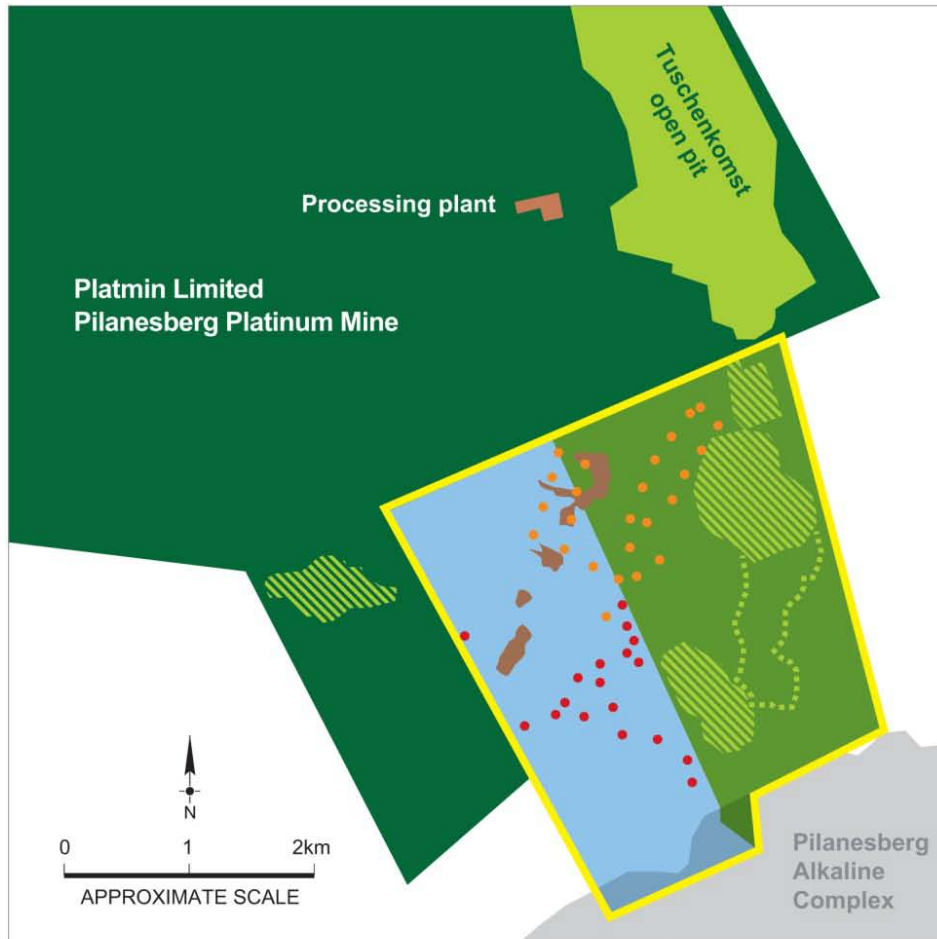 Tuschenkomst
open pit
Processing plant
Platmin Limited
Pilanesberg Platinum Mine
N
0 1 2km
APPROXIMATE SCALE
Pilanesberg
Alkaline
Complex